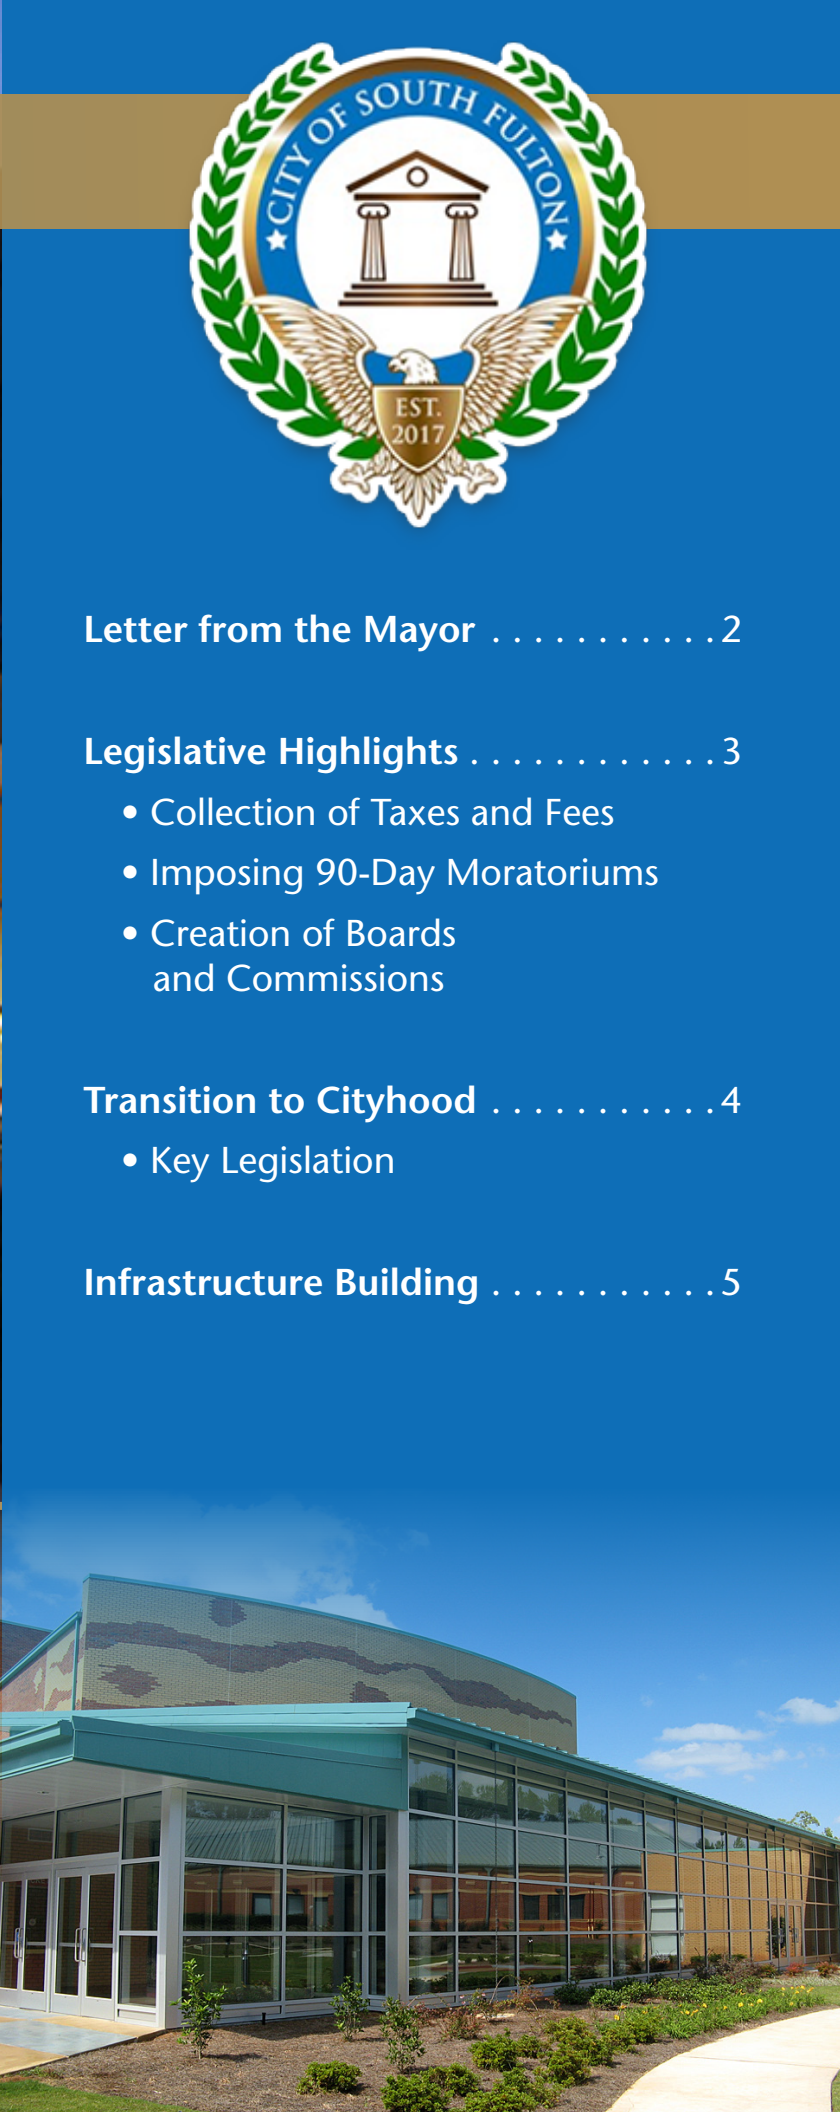 CITY OF SOUTH FULTON
EST.
2017
Letter from the Mayor . . . . . . . . . . . 2
Legislative Highlights . . . . . . . . . . . . 3
• Collection of Taxes and Fees
• Imposing 90-Day Moratoriums
• Creation of Boards
and Commissions
Transition to Cityhood . . . . . . . . . . . 4
• Key Legislation
Infrastructure Building . . . . . . . . . . . 5